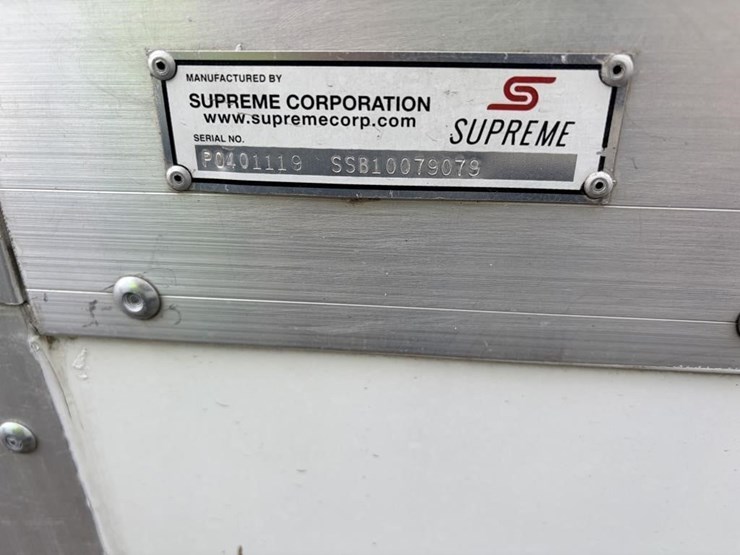 MANUFACTURED BY
SUPREME CORPORATION
www.supremecorp.com
SUPREME
SERIAL NO.
P0401119 SSB10079079